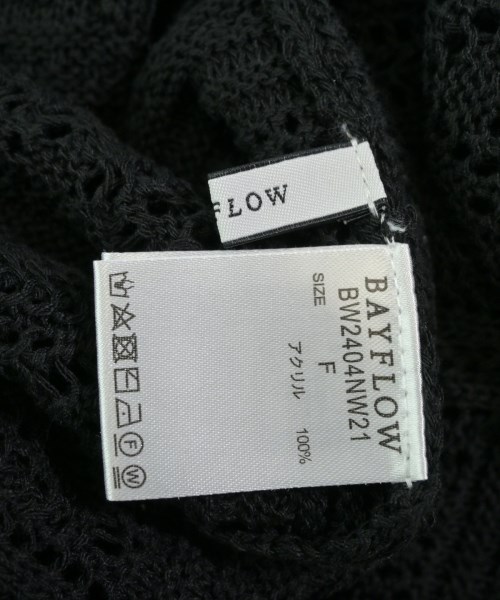 FLOW
BAYFLOW
BW2404NW21
SIZE F
アクリル 100%
F
W